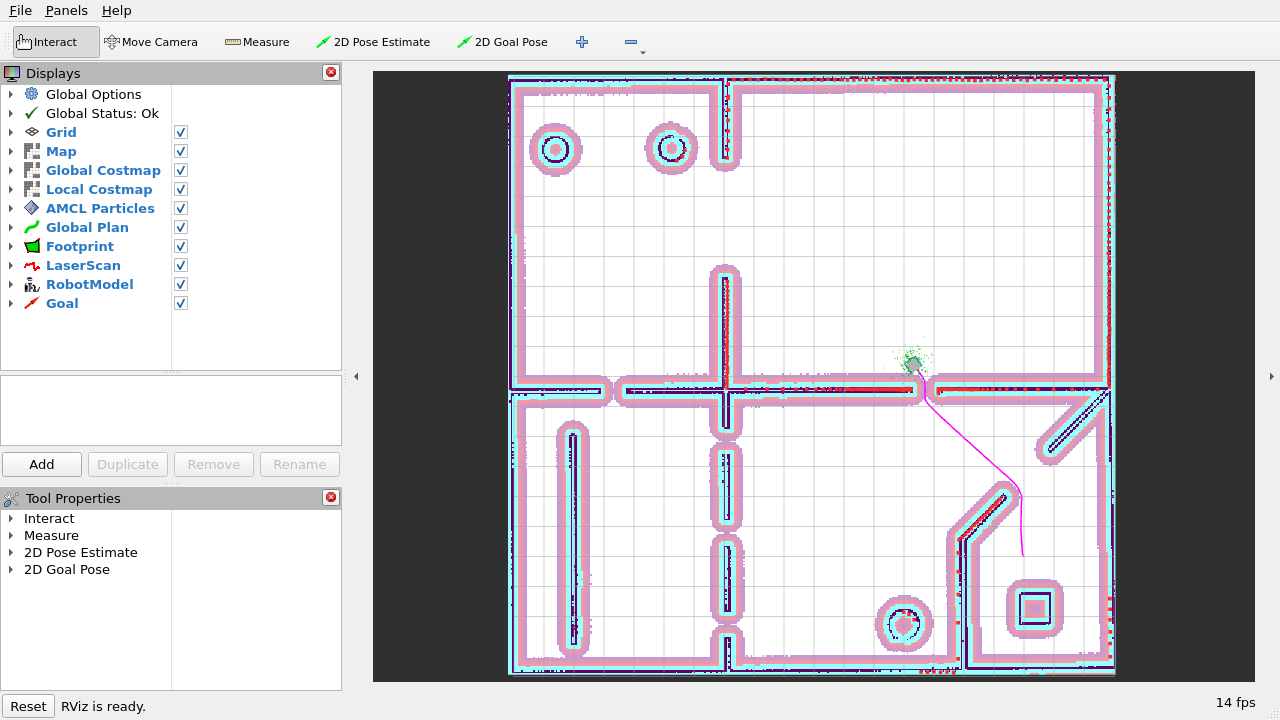 File Panels Help
Interact Move Camera Measure 2D Pose Estimate 2D Goal Pose
Displays
Global Options
Global Status: Ok
Grid
Map
Global Costmap
Local Costmap
AMCL Particles
Global Plan
Footprint
LaserScan
RobotModel
Goal
Add Duplicate Remove Rename
Tool Properties
Interact
Measure
2D Pose Estimate
2D Goal Pose
Reset RViz is ready. 14 fps